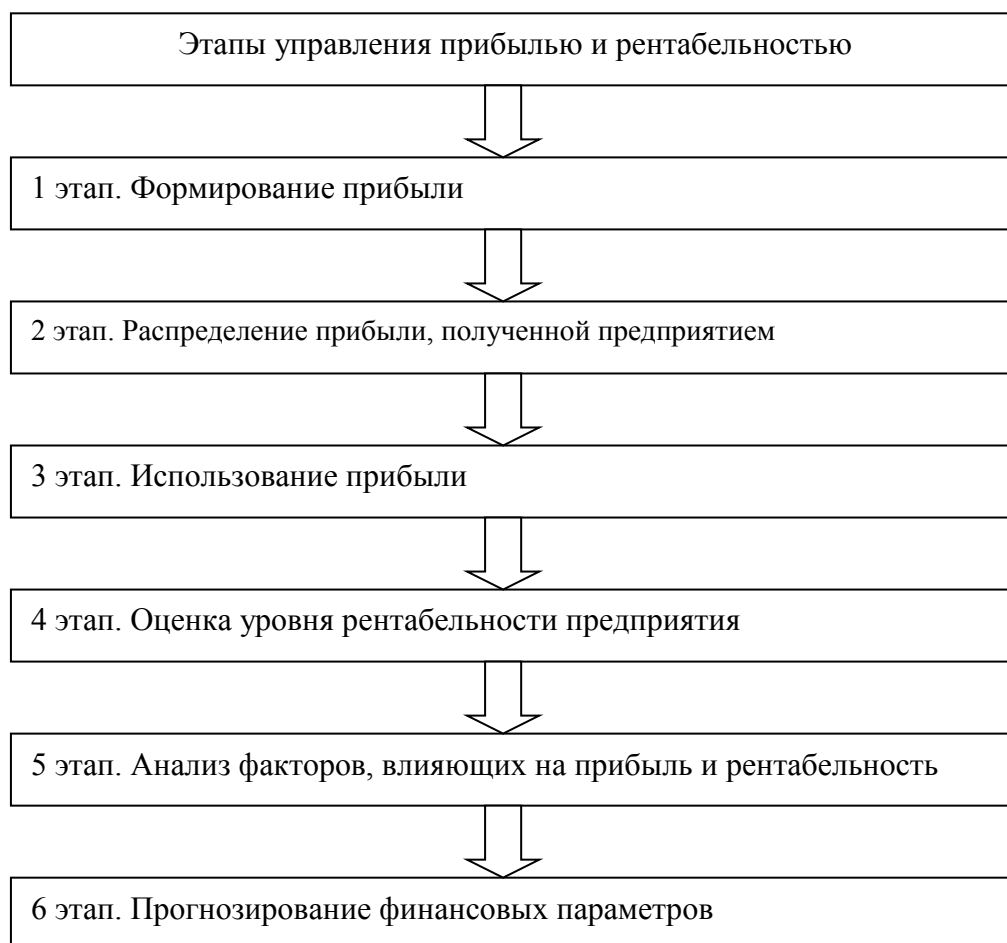 Этапы управления прибылью и рентабельностью
1 этап. Формирование прибыли
2 этап. Распределение прибыли, полученной предприятием
3 этап. Использование прибыли
4 этап. Оценка уровня рентабельности предприятия
5 этап. Анализ факторов, влияющих на прибыль и рентабельность
6 этап. Прогнозирование финансовых параметров